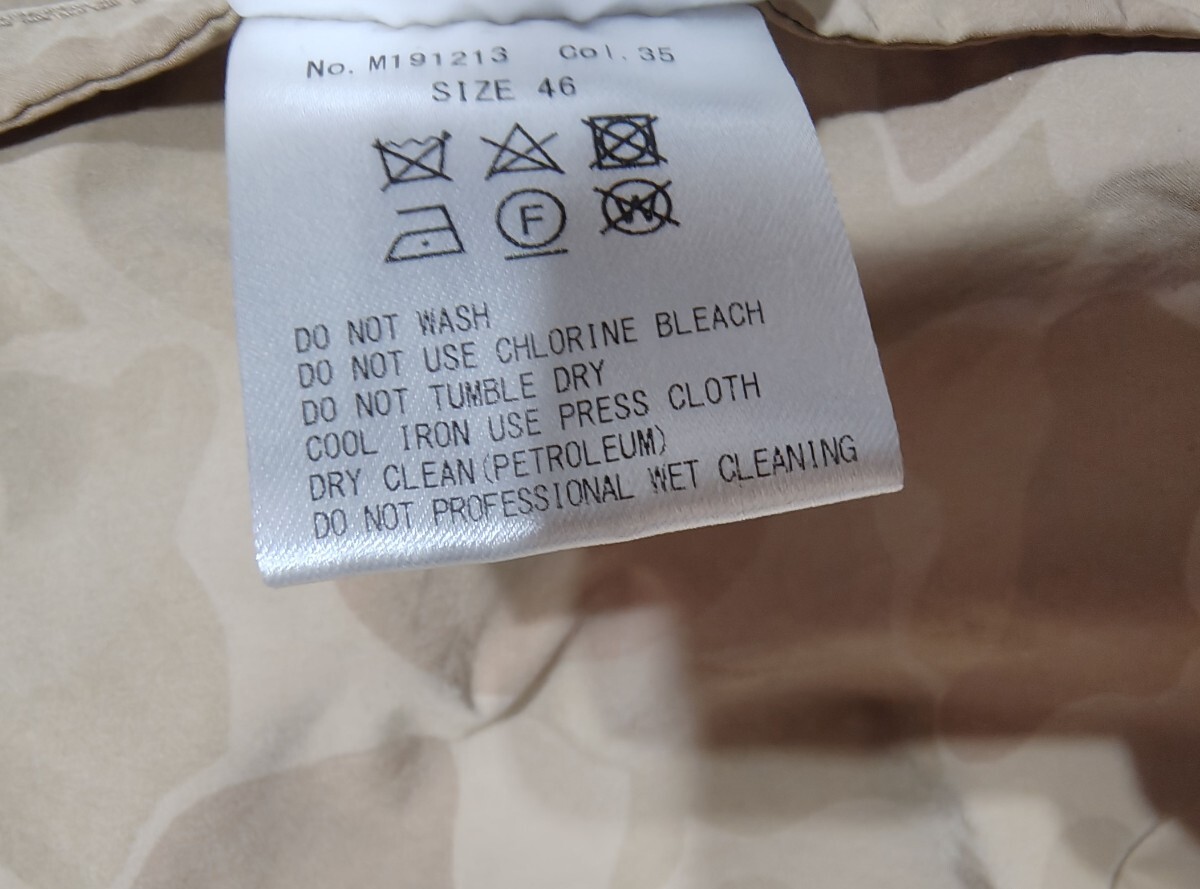 No. M191213 Col. 35
SIZE 46
F W
DO NOT WASH
DO NOT USE CHLORINE BLEACH
DO NOT TUMBLE DRY
COOL IRON USE PRESS CLOTH
DRY CLEAN(PETROLEUM)
DO NOT PROFESSIONAL WET CLEANING